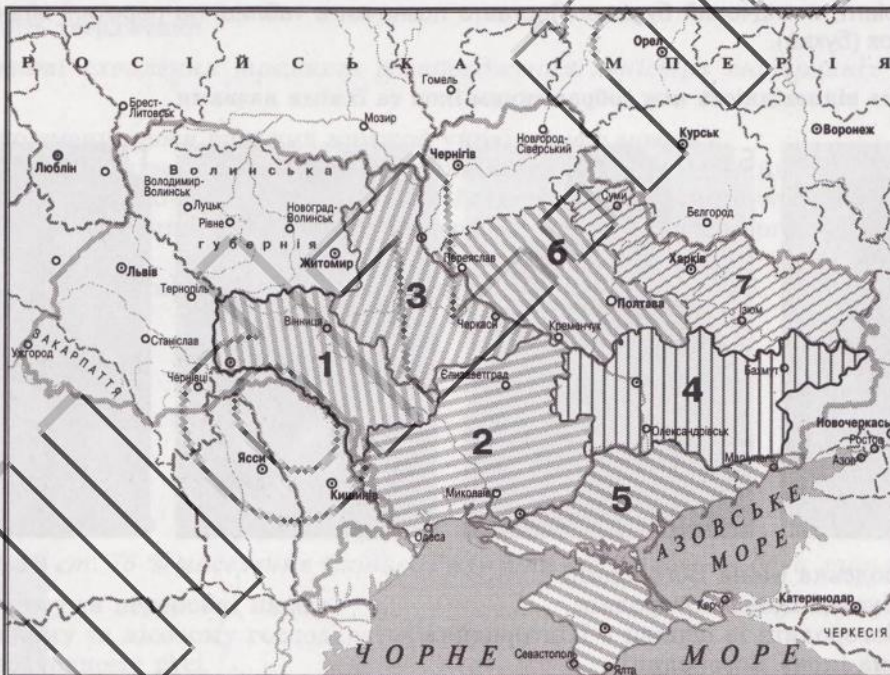 РОСІЙСЬКА ІМПЕРІЯ
Орел
Гомель
Брест-
Литовськ
Мозир
Новгород-
Сіверський
Курськ
Воронеж
Чернігів
Люблін
Волинська
Володимир-
Волинськ
Луцьк
Рівне
Новоград-
Волинськ
Суми
Бєлгород
губернія
Житомир
Переяслав
6
Харків
7
Львів
Тернопіль
3
Полтава
Ізюм
Вінниця
Черкаси
Кременчук
ЗАКАРПАТТЯ
Ужгород
Станіслав
1
Чернівці
Єлизаветград
4
Бахмут
2
Олександрівськ
Новочеркаськ
Ростов
Азов
Маріуполь
Ясси
Кишинів
Миколаїв
5
Одеса
АЗОВСЬКЕ
МОРЕ
Керч
Катеринодар
ЧЕРКЕСІЯ
Севастополь
Ялта
ЧОРНЕ МОРЕ